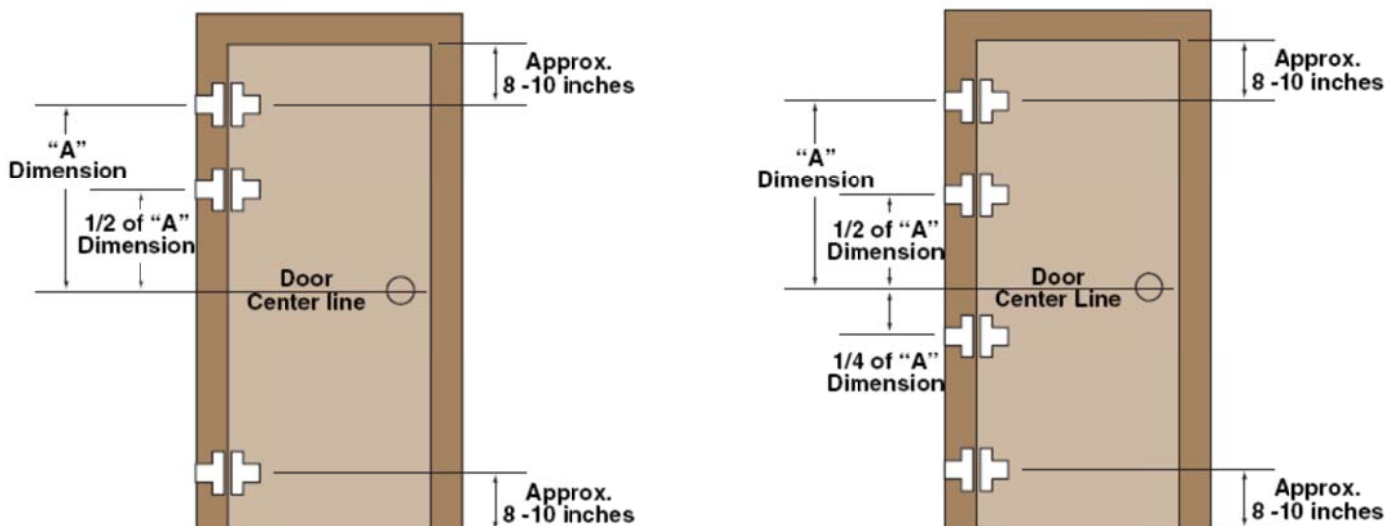 Approx.
8 -10 inches
“A”
Dimension
1/2 of “A”
Dimension
Door
Center line
Approx.
8 -10 inches
Approx.
8 -10 inches
“A”
Dimension
1/2 of “A”
Dimension
Door
Center Line
1/4 of “A”
Dimension
Approx.
8 -10 inches